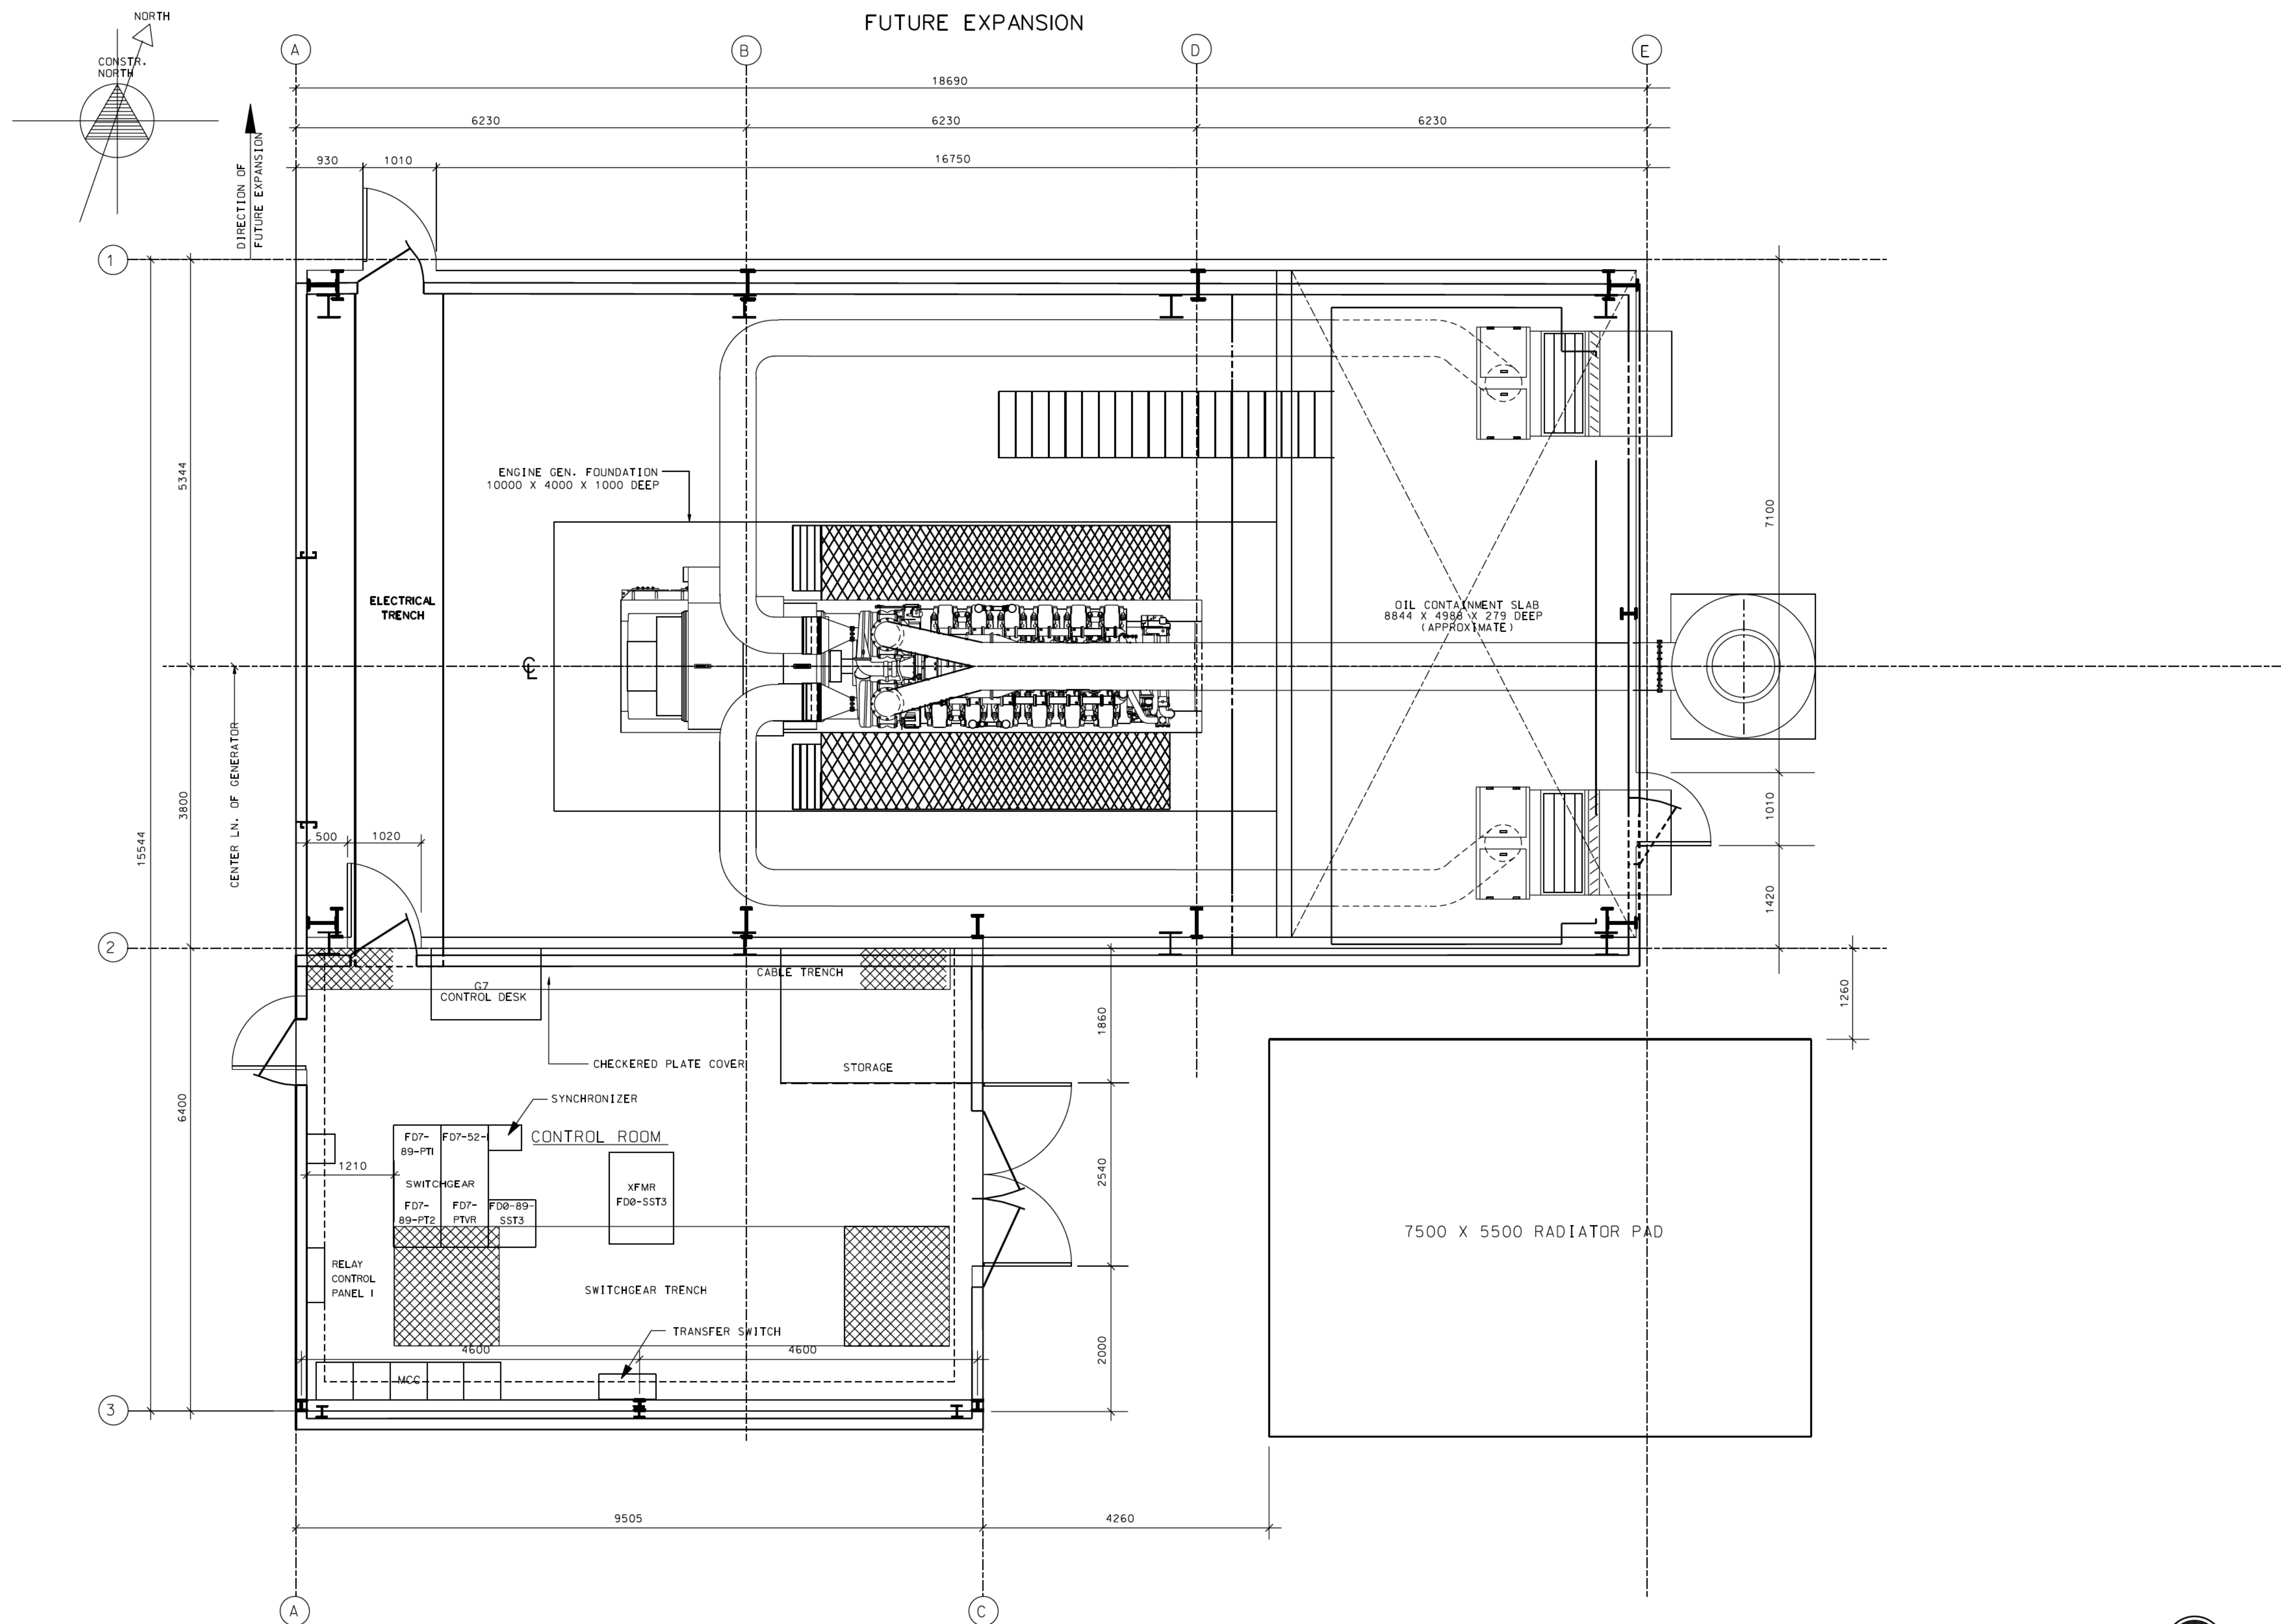 FUTURE EXPANSION
NORTH
CONSTR.
NORTH
A
B
D
E
18690
6230
6230
6230
930
1010
16750
DIRECTION OF
FUTURE EXPANSION
1
5344
7100
ENGINE GEN. FOUNDATION
10000 X 4000 X 1000 DEEP
ELECTRICAL
TRENCH
OIL CONTAINMENT SLAB
8844 X 4988 X 279 DEEP
(APPROXIMATE)
CL
CENTER LN. OF GENERATOR
3800
15544
500
1020
1010
1420
2
CABLE TRENCH
G7
CONTROL DESK
1860
1260
CHECKERED PLATE COVER
STORAGE
SYNCHRONIZER
6400
FD7-
89-PT1
FD7-52-1
CONTROL ROOM
1210
2540
SWITCHGEAR
XFMR
FD0-SST3
FD7-
89-PT2
FD7-
PTVR
FD0-89-
SST3
7500 X 5500 RADIATOR PAD
RELAY
CONTROL
PANEL 1
SWITCHGEAR TRENCH
TRANSFER SWITCH
4600
4600
2000
MCC
3
9505
4260
A
C